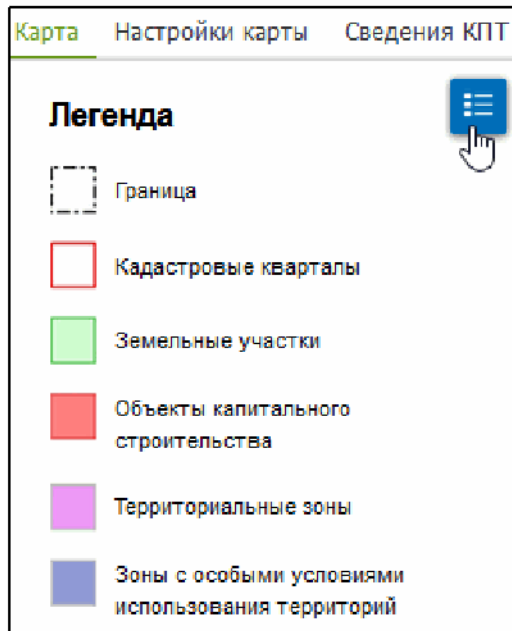 Карта Настройки карты Сведения КПТ
Легенда
Граница
Кадастровые кварталы
Земельные участки
Объекты капитального
строительства
Территориальные зоны
Зоны с особыми условиями
использования территорий